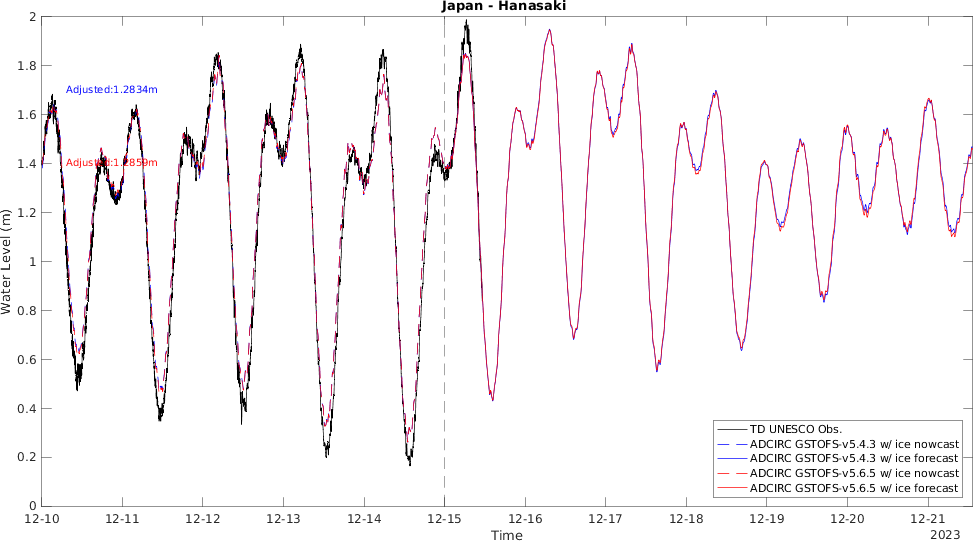 Japan - Hanasaki
2
1.8
1.6
1.4
1.2
1
0.8
0.6
0.4
0.2
0
Water Level (m)
Adjusted:1.2834m
Adjusted:1.2859m
TD UNESCO Obs.
ADCIRC GSTOFS-v5.4.3 w/ ice nowcast
ADCIRC GSTOFS-v5.4.3 w/ ice forecast
ADCIRC GSTOFS-v5.6.5 w/ ice nowcast
ADCIRC GSTOFS-v5.6.5 w/ ice forecast
12-10 12-11 12-12 12-13 12-14 12-15 12-16 12-17 12-18 12-19 12-20 12-21
Time
2023